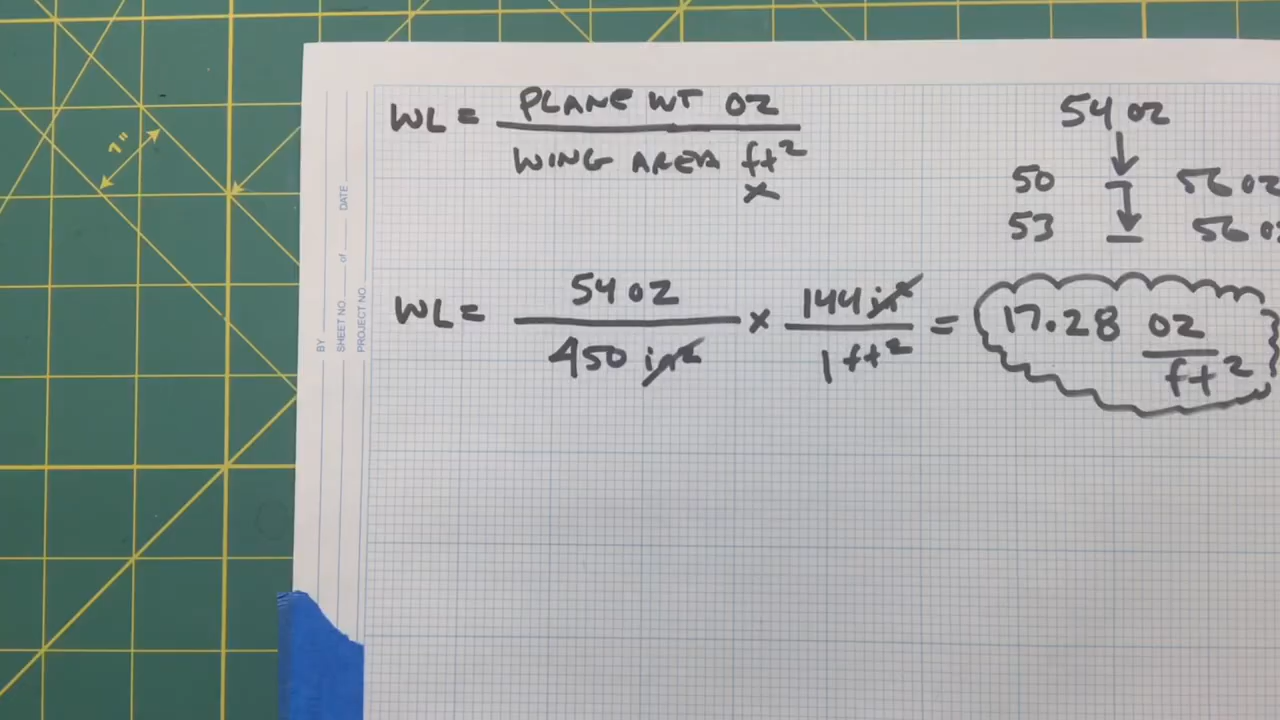 WL = PLANE WT OZ
WING AREA ft²
x
54 OZ
50 56 OZ
53 56 OZ
WL = 54 OZ / 450 in² x 144 in² / 1 ft² = 17.28 OZ / ft²
1"
BY
SHEET NO. of
DATE
PROJECT NO.